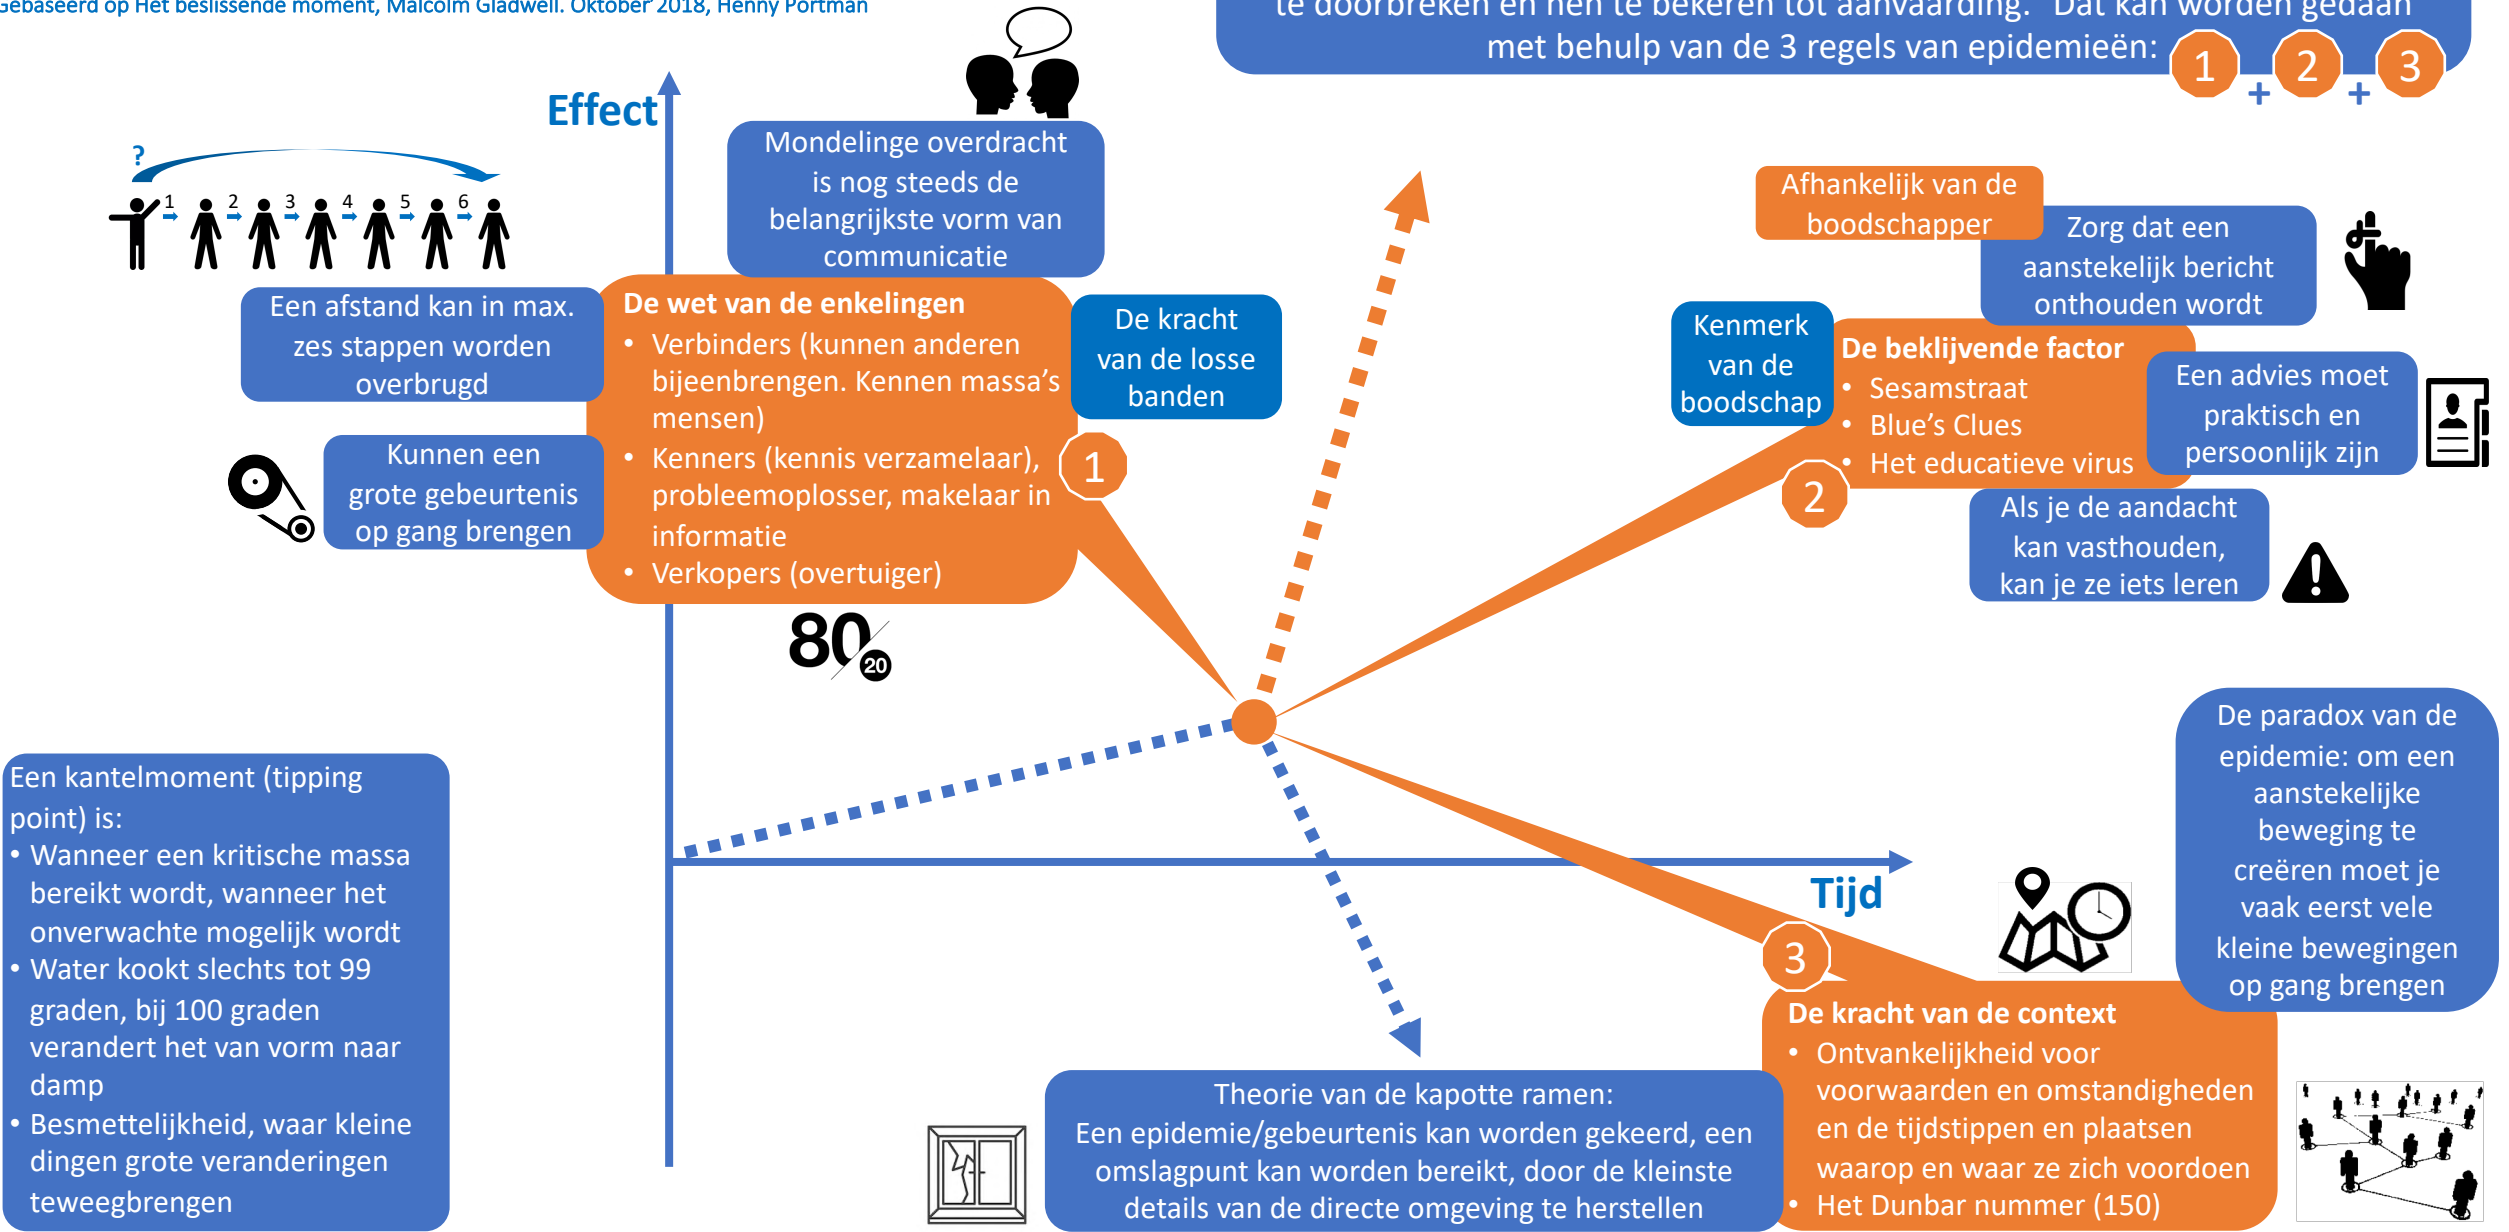 Gebaseerd op Het beslissende moment, Malcolm Gladwell. Oktober 2018, Henny Portman
te doorbreken en hen te bekeren tot aanvaarding. Dat kan worden gedaan
met behulp van de 3 regels van epidemieën:
1 + 2 + 3
Effect
?
1 2 3 4 5 6
Mondelinge overdracht
is nog steeds de
belangrijkste vorm van
communicatie
Een afstand kan in max.
zes stappen worden
overbrugd
Kunnen een
grote gebeurtenis
op gang brengen
De wet van de enkelingen
• Verbinders (kunnen anderen
bijeenbrengen. Kennen massa's
mensen)
• Kenners (kennis verzamelaar),
probleemoplosser, makelaar in
informatie
• Verkopers (overtuiger)
De kracht
van de losse
banden
1
80/20
Afhankelijk van de
boodschapper
Zorg dat een
aanstekelijk bericht
onthouden wordt
Kenmerk
van de
boodschap
De beklijvende factor
• Sesamstraat
• Blue's Clues
• Het educatieve virus
2
Een advies moet
praktisch en
persoonlijk zijn
Als je de aandacht
kan vasthouden,
kan je ze iets leren
Een kantelmoment (tipping
point) is:
• Wanneer een kritische massa
bereikt wordt, wanneer het
onverwachte mogelijk wordt
• Water kookt slechts tot 99
graden, bij 100 graden
verandert het van vorm naar
damp
• Besmettelijkheid, waar kleine
dingen grote veranderingen
teweegbrengen
Tijd
De paradox van de
epidemie: om een
aanstekelijke
beweging te
creëren moet je
vaak eerst vele
kleine bewegingen
op gang brengen
3
De kracht van de context
• Ontvankelijkheid voor
voorwaarden en omstandigheden
en de tijdstippen en plaatsen
waarop en waar ze zich voordoen
• Het Dunbar nummer (150)
Theorie van de kapotte ramen:
Een epidemie/gebeurtenis kan worden gekeerd, een
omslagpunt kan worden bereikt, door de kleinste
details van de directe omgeving te herstellen